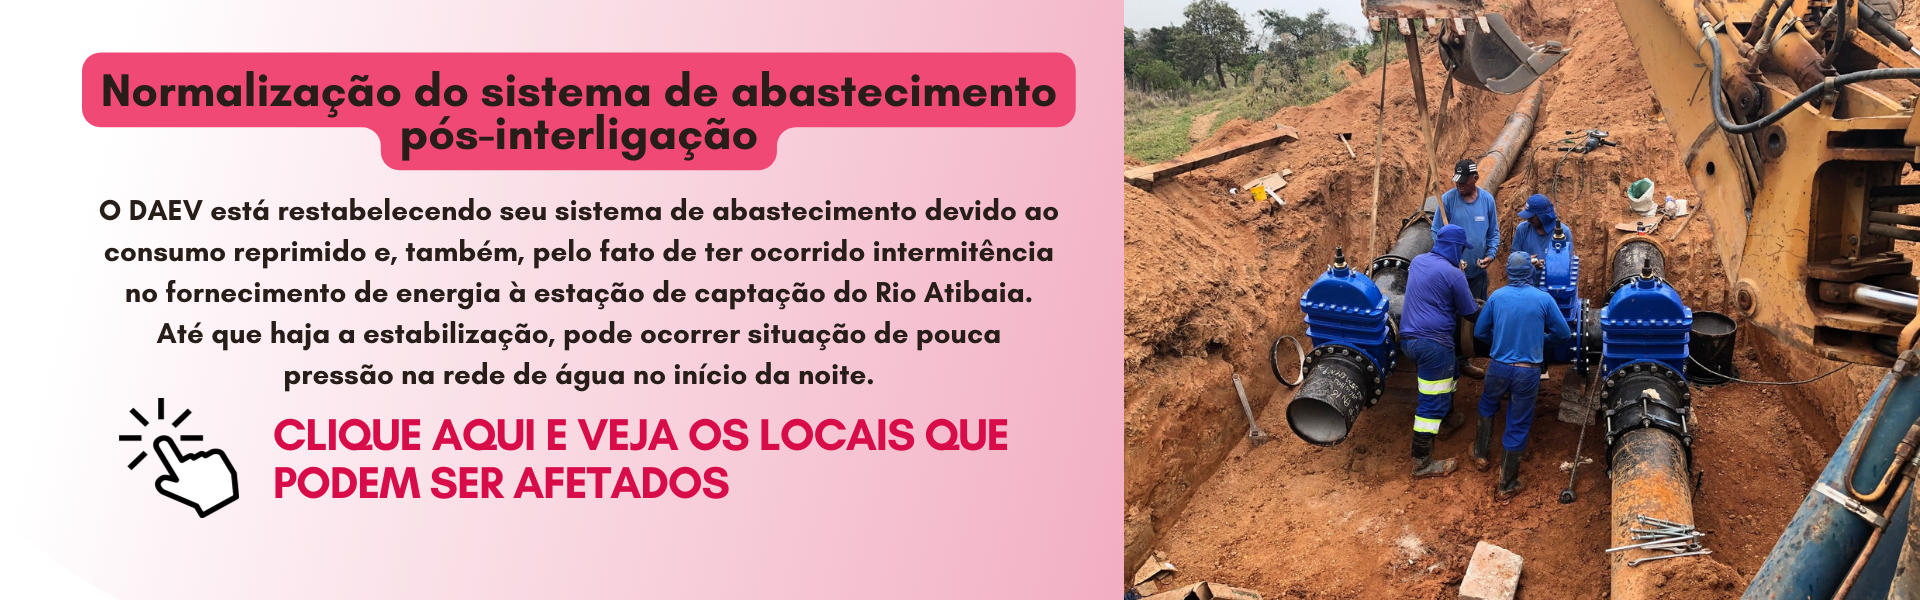 Normalização do sistema de abastecimento
pós-interligação
O DAEV está restabelecendo seu sistema de abastecimento devido ao
consumo reprimido e, também, pelo fato de ter ocorrido intermitência
no fornecimento de energia à estação de captação do Rio Atibaia.
Até que haja a estabilização, pode ocorrer situação de pouca
pressão na rede de água no início da noite.
CLIQUE AQUI E VEJA OS LOCAIS QUE
PODEM SER AFETADOS